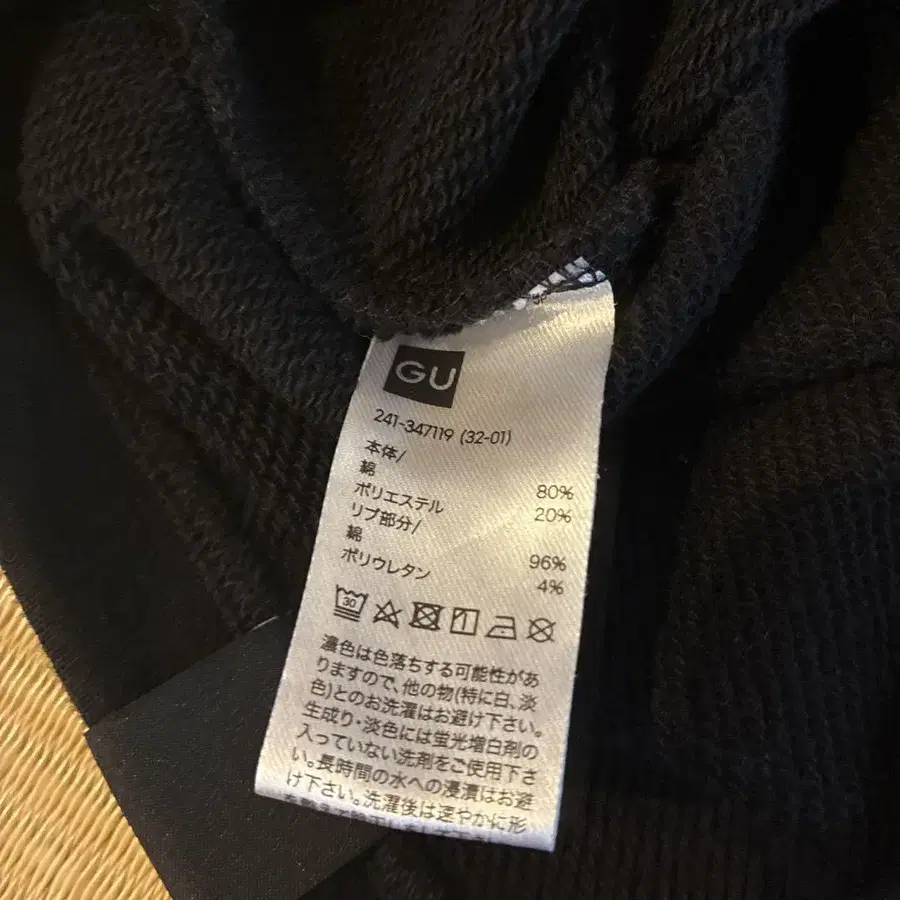 GU
241-347119 (32-01)
本体/
綿 80%
ポリエステル 20%
リブ部分/
綿 96%
ポリウレタン 4%
30
濃色は色落ちする可能性があ
りますので、他の物(特に白、淡
色)とのお洗濯はお避け下さい。
生成り・淡色には蛍光増白剤の
入っていない洗剤をご使用下さ
い。長時間の水への浸漬はお避
け下さい。洗濯後は速やかに形